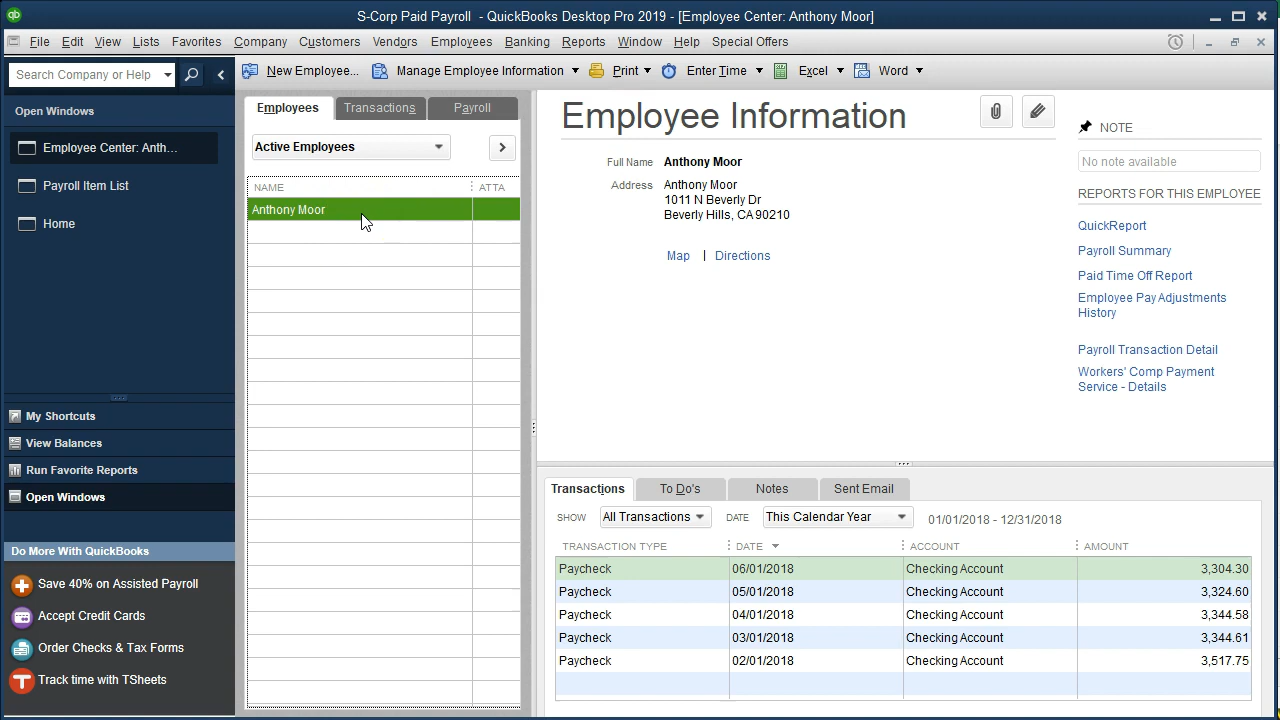 S-Corp Paid Payroll - QuickBooks Desktop Pro 2019 - [Employee Center: Anthony Moor]
File Edit View Lists Favorites Company Customers Vendors Employees Banking Reports Window Help Special Offers
Search Company or Help
New Employee... Manage Employee Information Print Enter Time Excel Word
Open Windows
Employee Center: Anth...
Payroll Item List
Home
My Shortcuts
View Balances
Run Favorite Reports
Open Windows
Do More With QuickBooks
Save 40% on Assisted Payroll
Accept Credit Cards
Order Checks & Tax Forms
Track time with TSheets
Employees Transactions Payroll
Active Employees
NAME ATTA
Anthony Moor
Employee Information
Full Name Anthony Moor
Address Anthony Moor
1011 N Beverly Dr
Beverly Hills, CA 90210
Map | Directions
NOTE
No note available
REPORTS FOR THIS EMPLOYEE
QuickReport
Payroll Summary
Paid Time Off Report
Employee Pay Adjustments
History
Payroll Transaction Detail
Workers' Comp Payment
Service - Details
Transactions To Do's Notes Sent Email
SHOW All Transactions DATE This Calendar Year 01/01/2018 - 12/31/2018
TRANSACTION TYPE DATE ACCOUNT AMOUNT
Paycheck 06/01/2018 Checking Account 3,304.30
Paycheck 05/01/2018 Checking Account 3,324.60
Paycheck 04/01/2018 Checking Account 3,344.58
Paycheck 03/01/2018 Checking Account 3,344.61
Paycheck 02/01/2018 Checking Account 3,517.75